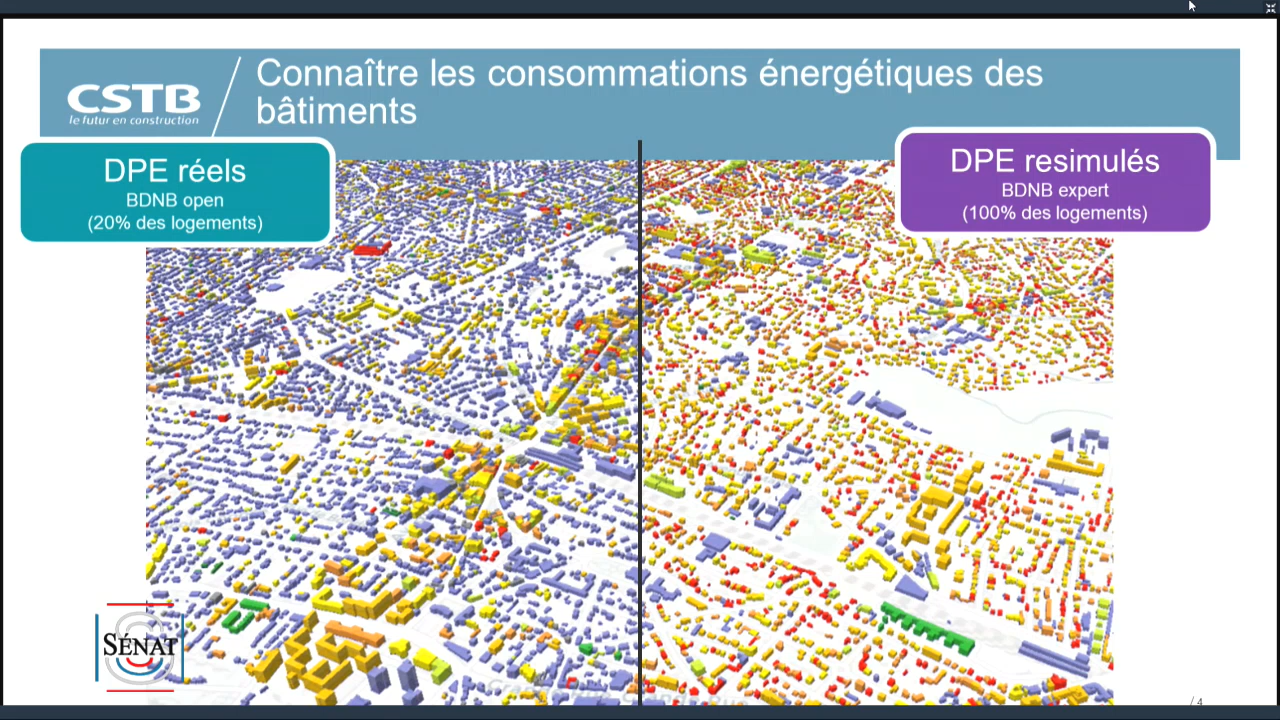 Connaître les consommations énergétiques des
bâtiments
CSTB
le futur en construction
DPE réels
BDNB open
(20% des logements)
DPE resimulés
BDNB expert
(100% des logements)
SÉNAT
/ 4